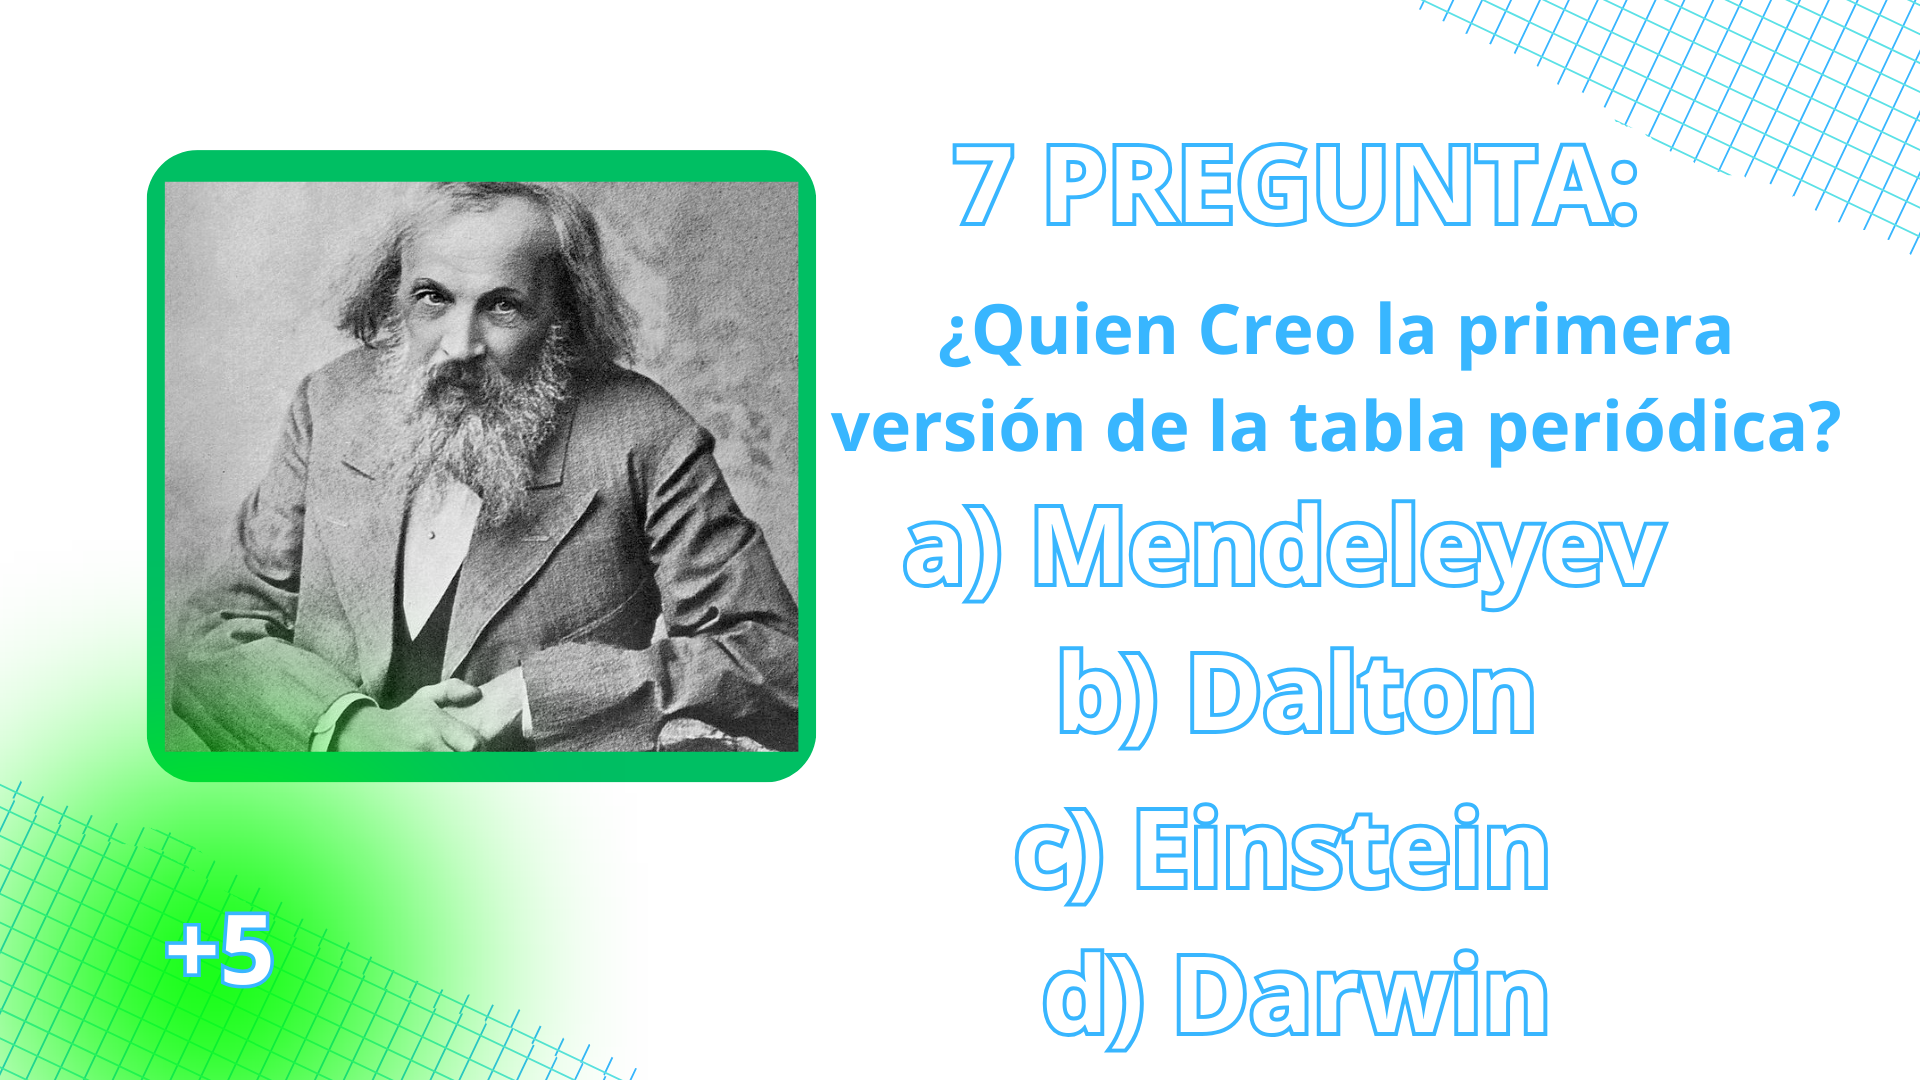 7 PREGUNTA:
¿Quien Creo la primera
versión de la tabla periódica?
a) Mendeleyev
b) Dalton
c) Einstein
d) Darwin
+5